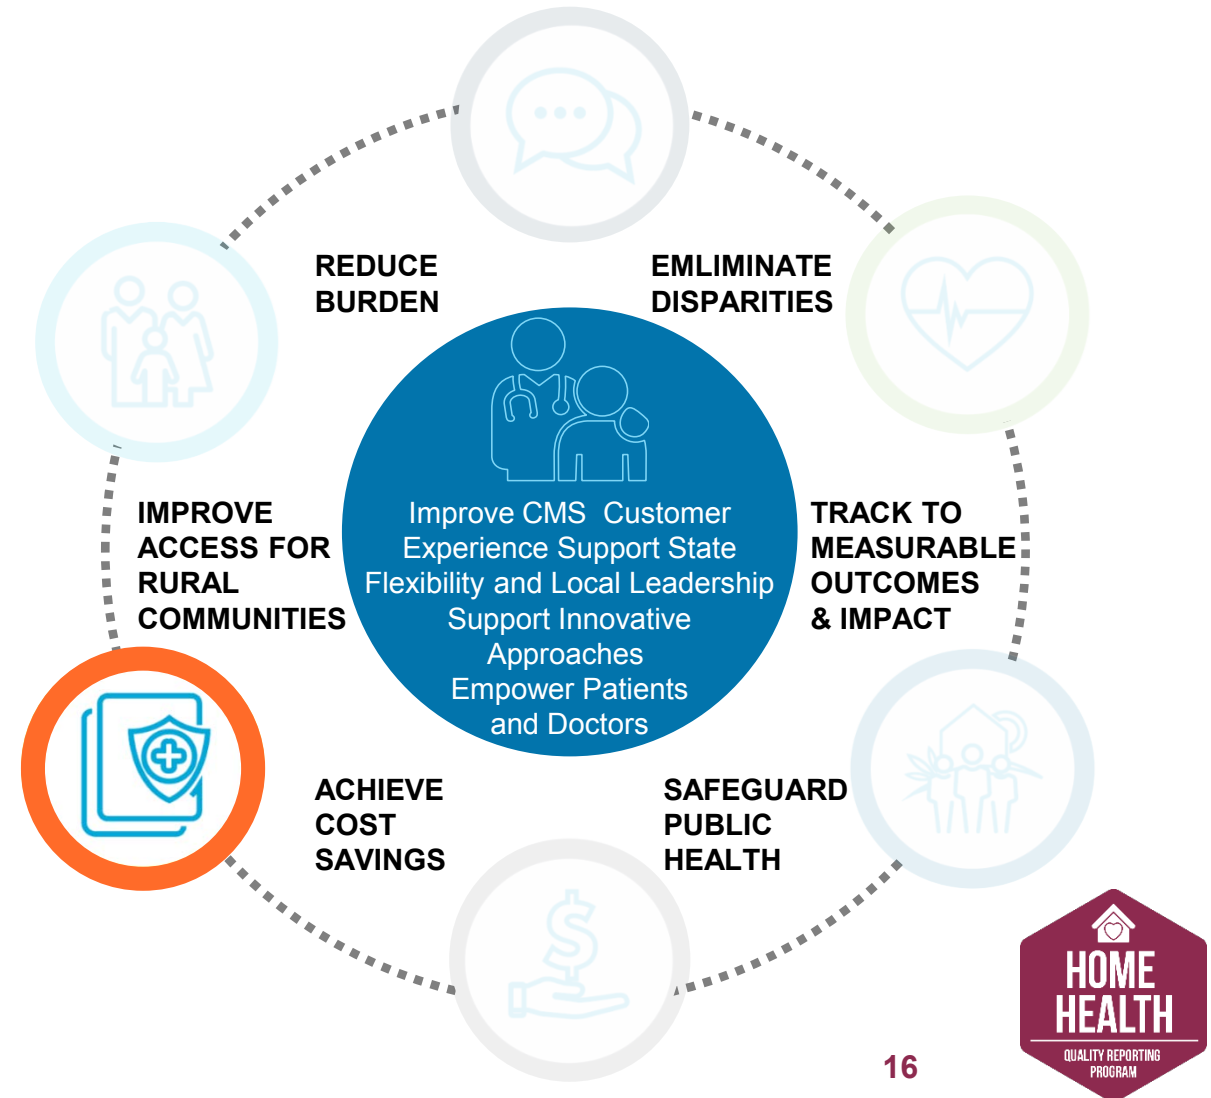 REDUCE
BURDEN
EMLIMINATE
DISPARITIES
IMPROVE
ACCESS FOR
RURAL
COMMUNITIES
Improve CMS  Customer
Experience Support State
Flexibility and Local Leadership
Support Innovative
Approaches
Empower Patients
and Doctors
TRACK TO
MEASURABLE
OUTCOMES
& IMPACT
ACHIEVE
COST
SAVINGS
SAFEGUARD
PUBLIC
HEALTH
$
HOME
HEALTH
QUALITY REPORTING
PROGRAM
16